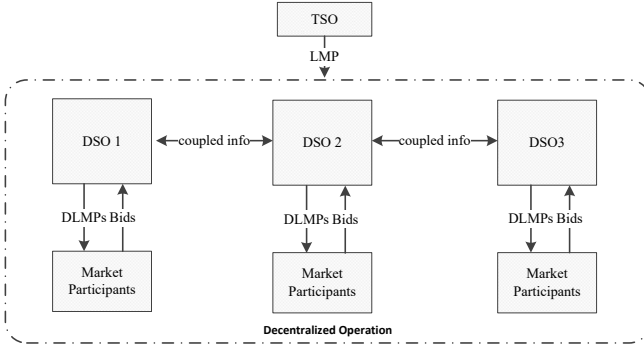 TSO
LMP
DSO 1
coupled info
DSO 2
coupled info
DSO3
DLMPs Bids
DLMPs Bids
DLMPs Bids
Market
Participants
Market
Participants
Market
Participants
Decentralized Operation